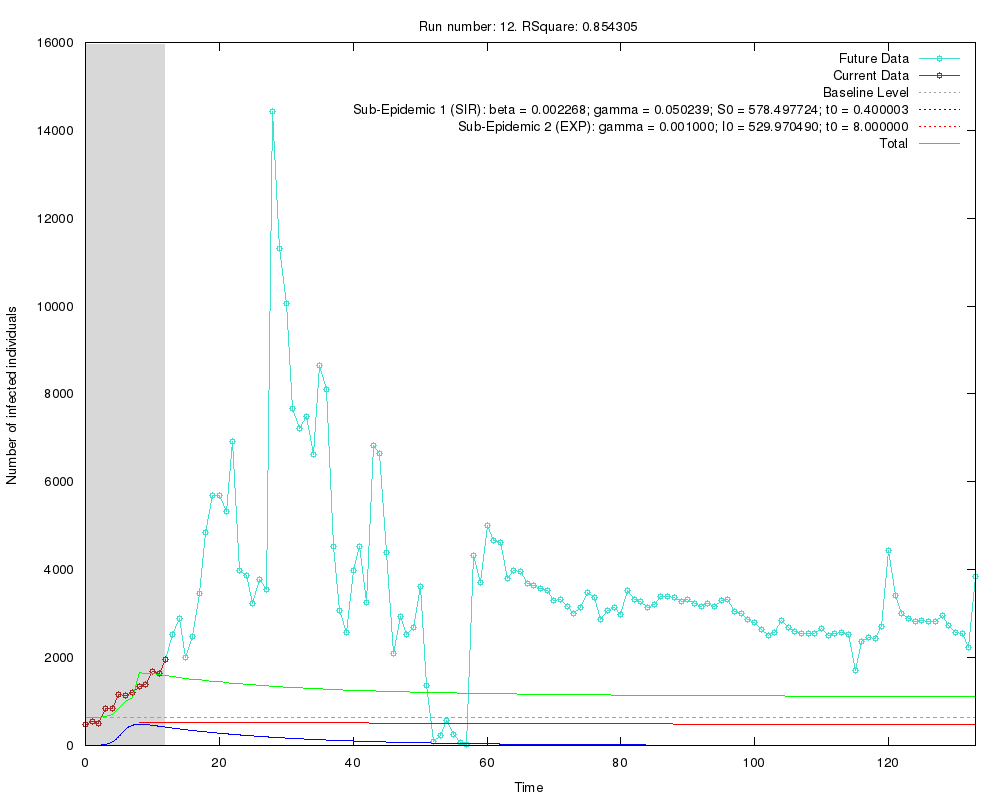 Run number: 12. RSquare: 0.854305
16000
14000
12000
10000
8000
6000
4000
2000
0
Number of infected individuals
Future Data
Current Data
Baseline Level
Sub-Epidemic 1 (SIR): beta = 0.002268; gamma = 0.050239; S0 = 578.497724; t0 = 0.400003
Sub-Epidemic 2 (EXP): gamma = 0.001000; I0 = 529.970490; t0 = 8.000000
Total
0 20 40 60 80 100 120
Time